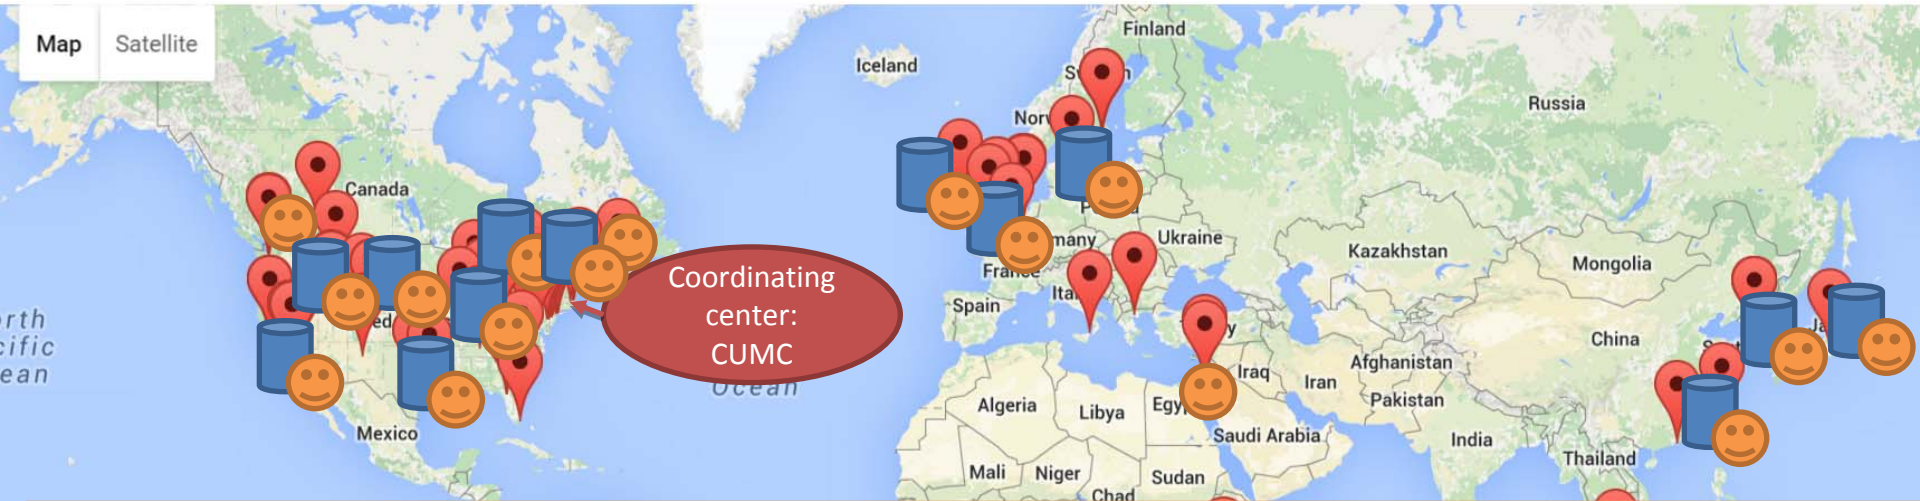 Map Satellite
Finland
Iceland
Russia
Canada
Ukraine
Kazakhstan
Mongolia
Spain
China
Coordinating
center:
CUMC
Iraq
Iran
Afghanistan
Pakistan
Algeria
Libya
Saudi Arabia
India
Mexico
Thailand
Mali
Niger
Sudan
Chad
Ocean